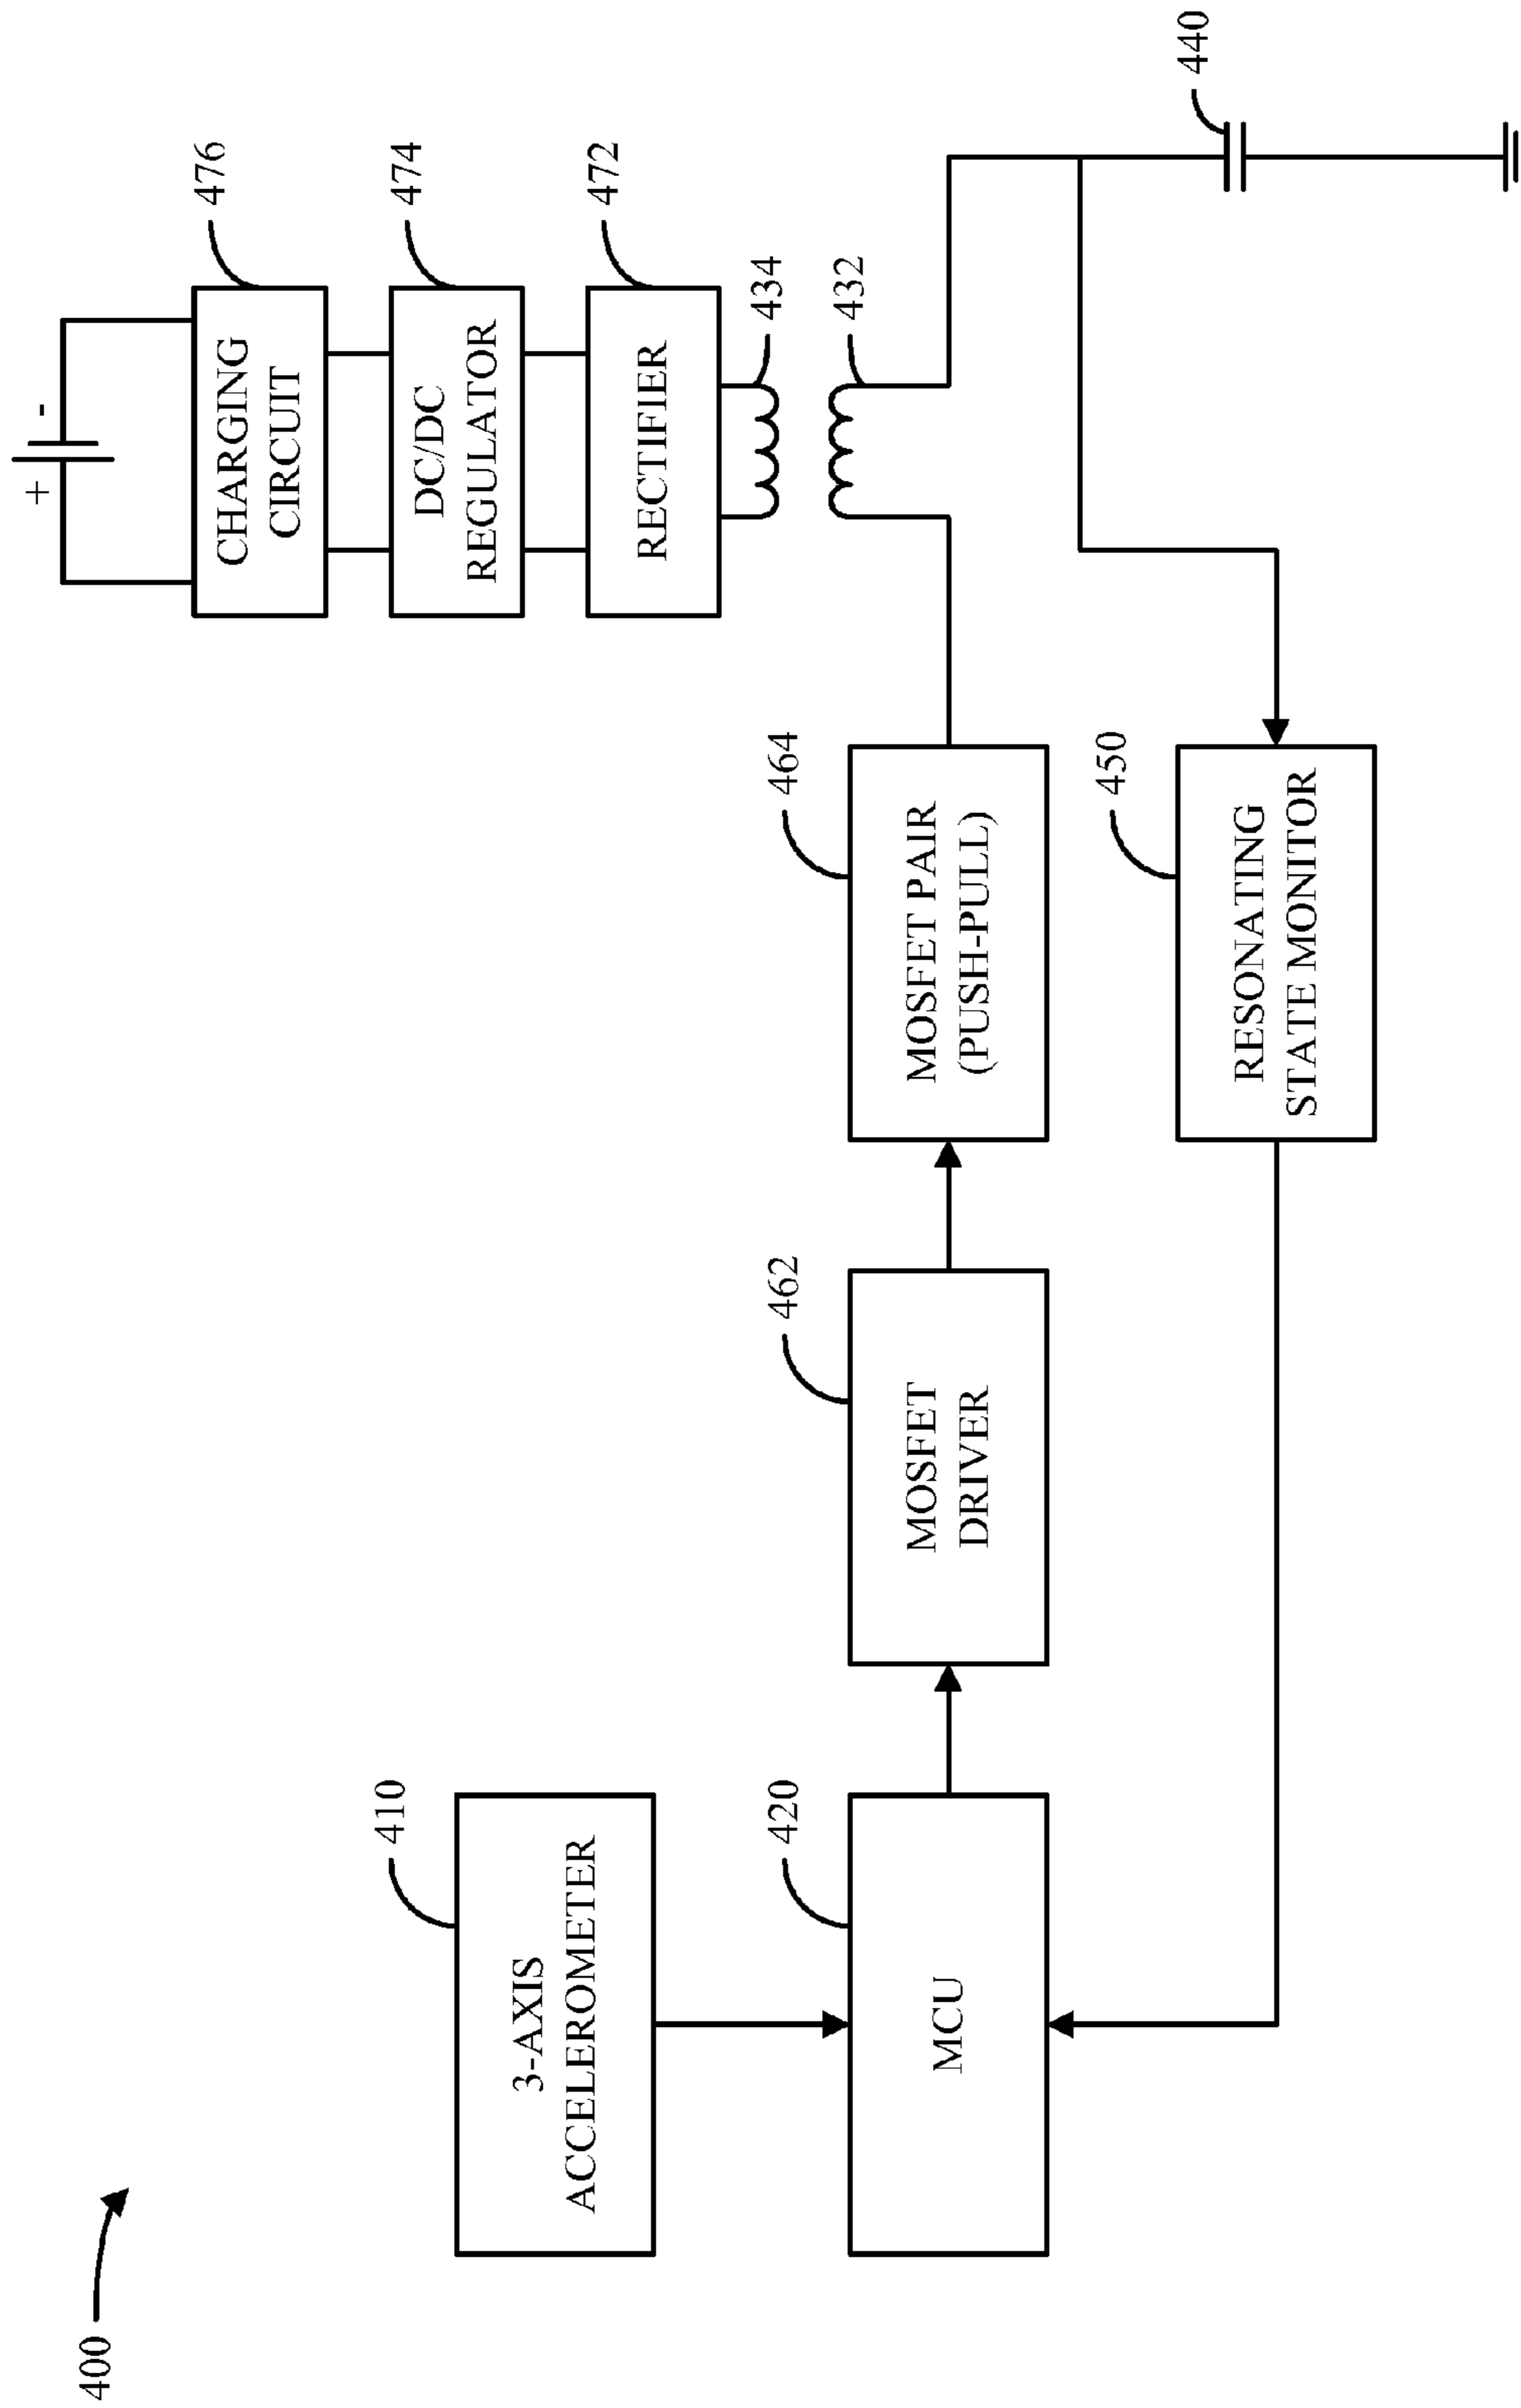 400
3-AXIS
ACCELEROMETER
410
MCU
420
MOSFET
DRIVER
462
MOSFET PAIR
(PUSH-PULL)
464
RESONATING
STATE MONITOR
450
+
-
CHARGING
CIRCUIT
476
DC/DC
REGULATOR
474
RECTIFIER
472
434
432
440